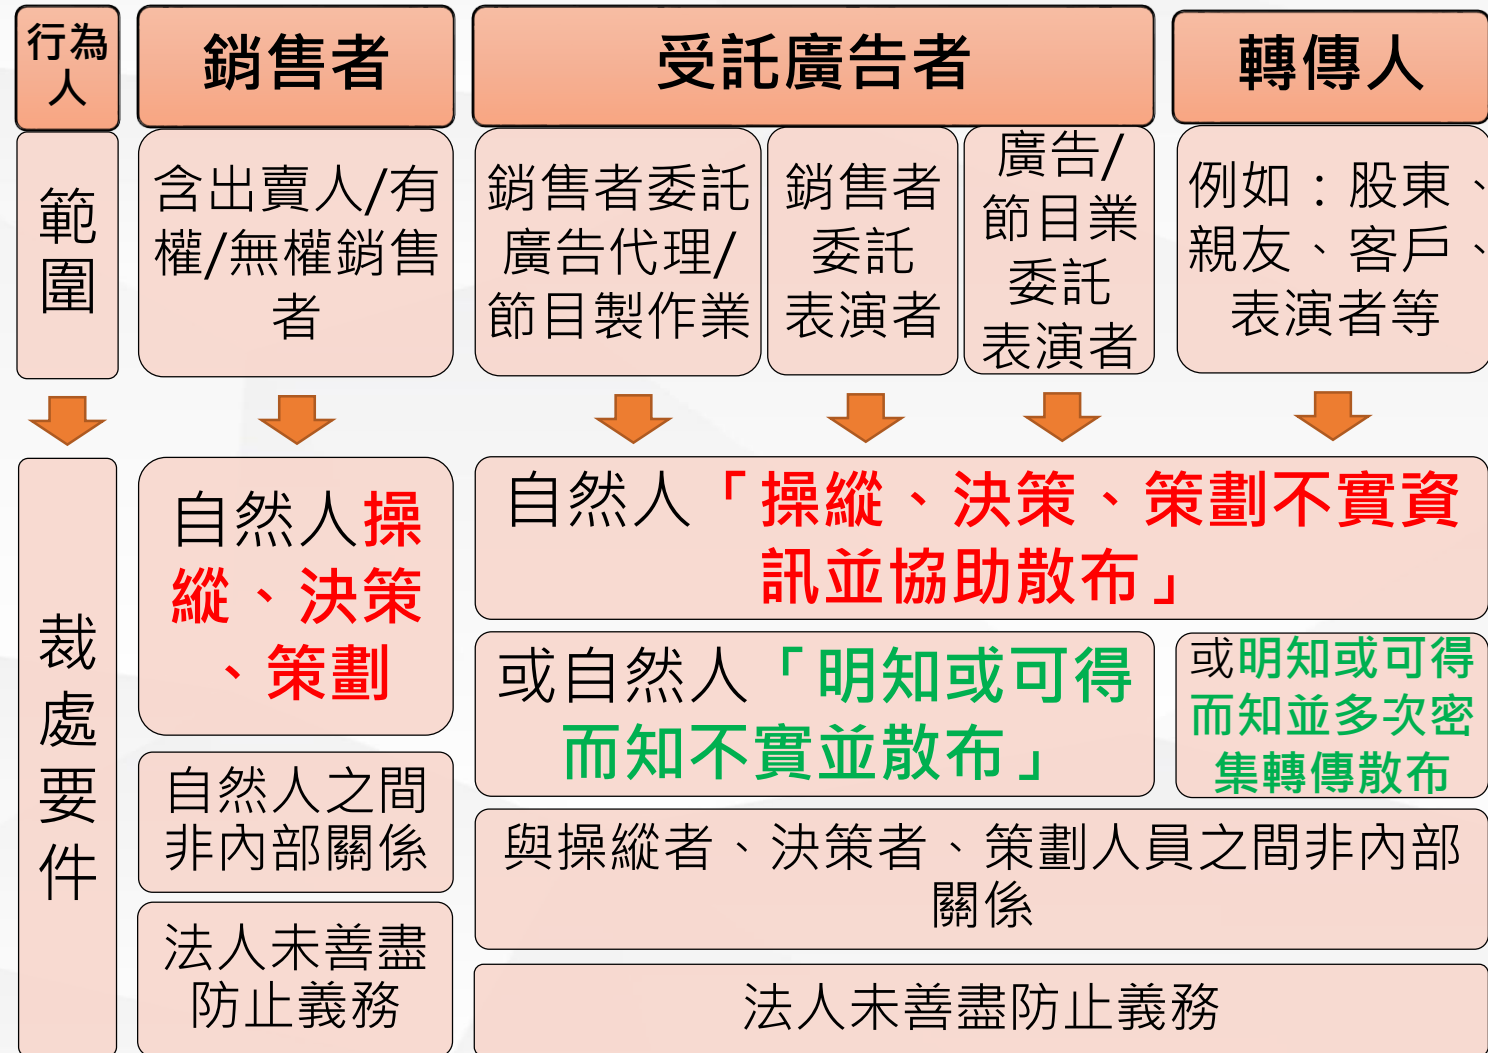 行為
人
銷售者
受託廣告者
轉傳人
範
圍
含出賣人/有
權/無權銷售
者
銷售者委託
廣告代理/
節目製作業
銷售者
委託
表演者
廣告/
節目業
委託
表演者
例如：股東、
親友、客戶、
表演者等
裁
處
要
件
自然人操
縱、決策
、策劃
自然人之間
非內部關係
法人未善盡
防止義務
自然人「操縱、決策、策劃不實資
訊並協助散布」
或自然人「明知或可得
而知不實並散布」
或明知或可得
而知並多次密
集轉傳散布
與操縱者、決策者、策劃人員之間非內部
關係
法人未善盡防止義務